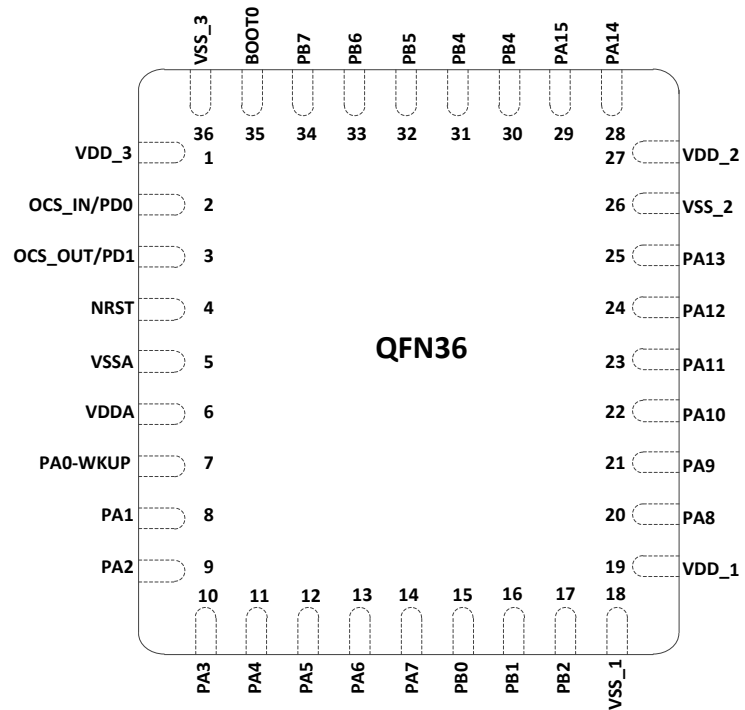 VSS_3 BOOT0 PB7 PB6 PB5 PB4 PB4 PA15 PA14
36 35 34 33 32 31 30 29 28
VDD_3 1 27 VDD_2
OCS_IN/PD0 2 26 VSS_2
OCS_OUT/PD1 3 25 PA13
NRST 4 24 PA12
QFN36
VSSA 5 23 PA11
VDDA 6 22 PA10
PA0-WKUP 7 21 PA9
PA1 8 20 PA8
PA2 9 19 VDD_1
10 11 12 13 14 15 16 17 18
PA3 PA4 PA5 PA6 PA7 PB0 PB1 PB2 VSS_1